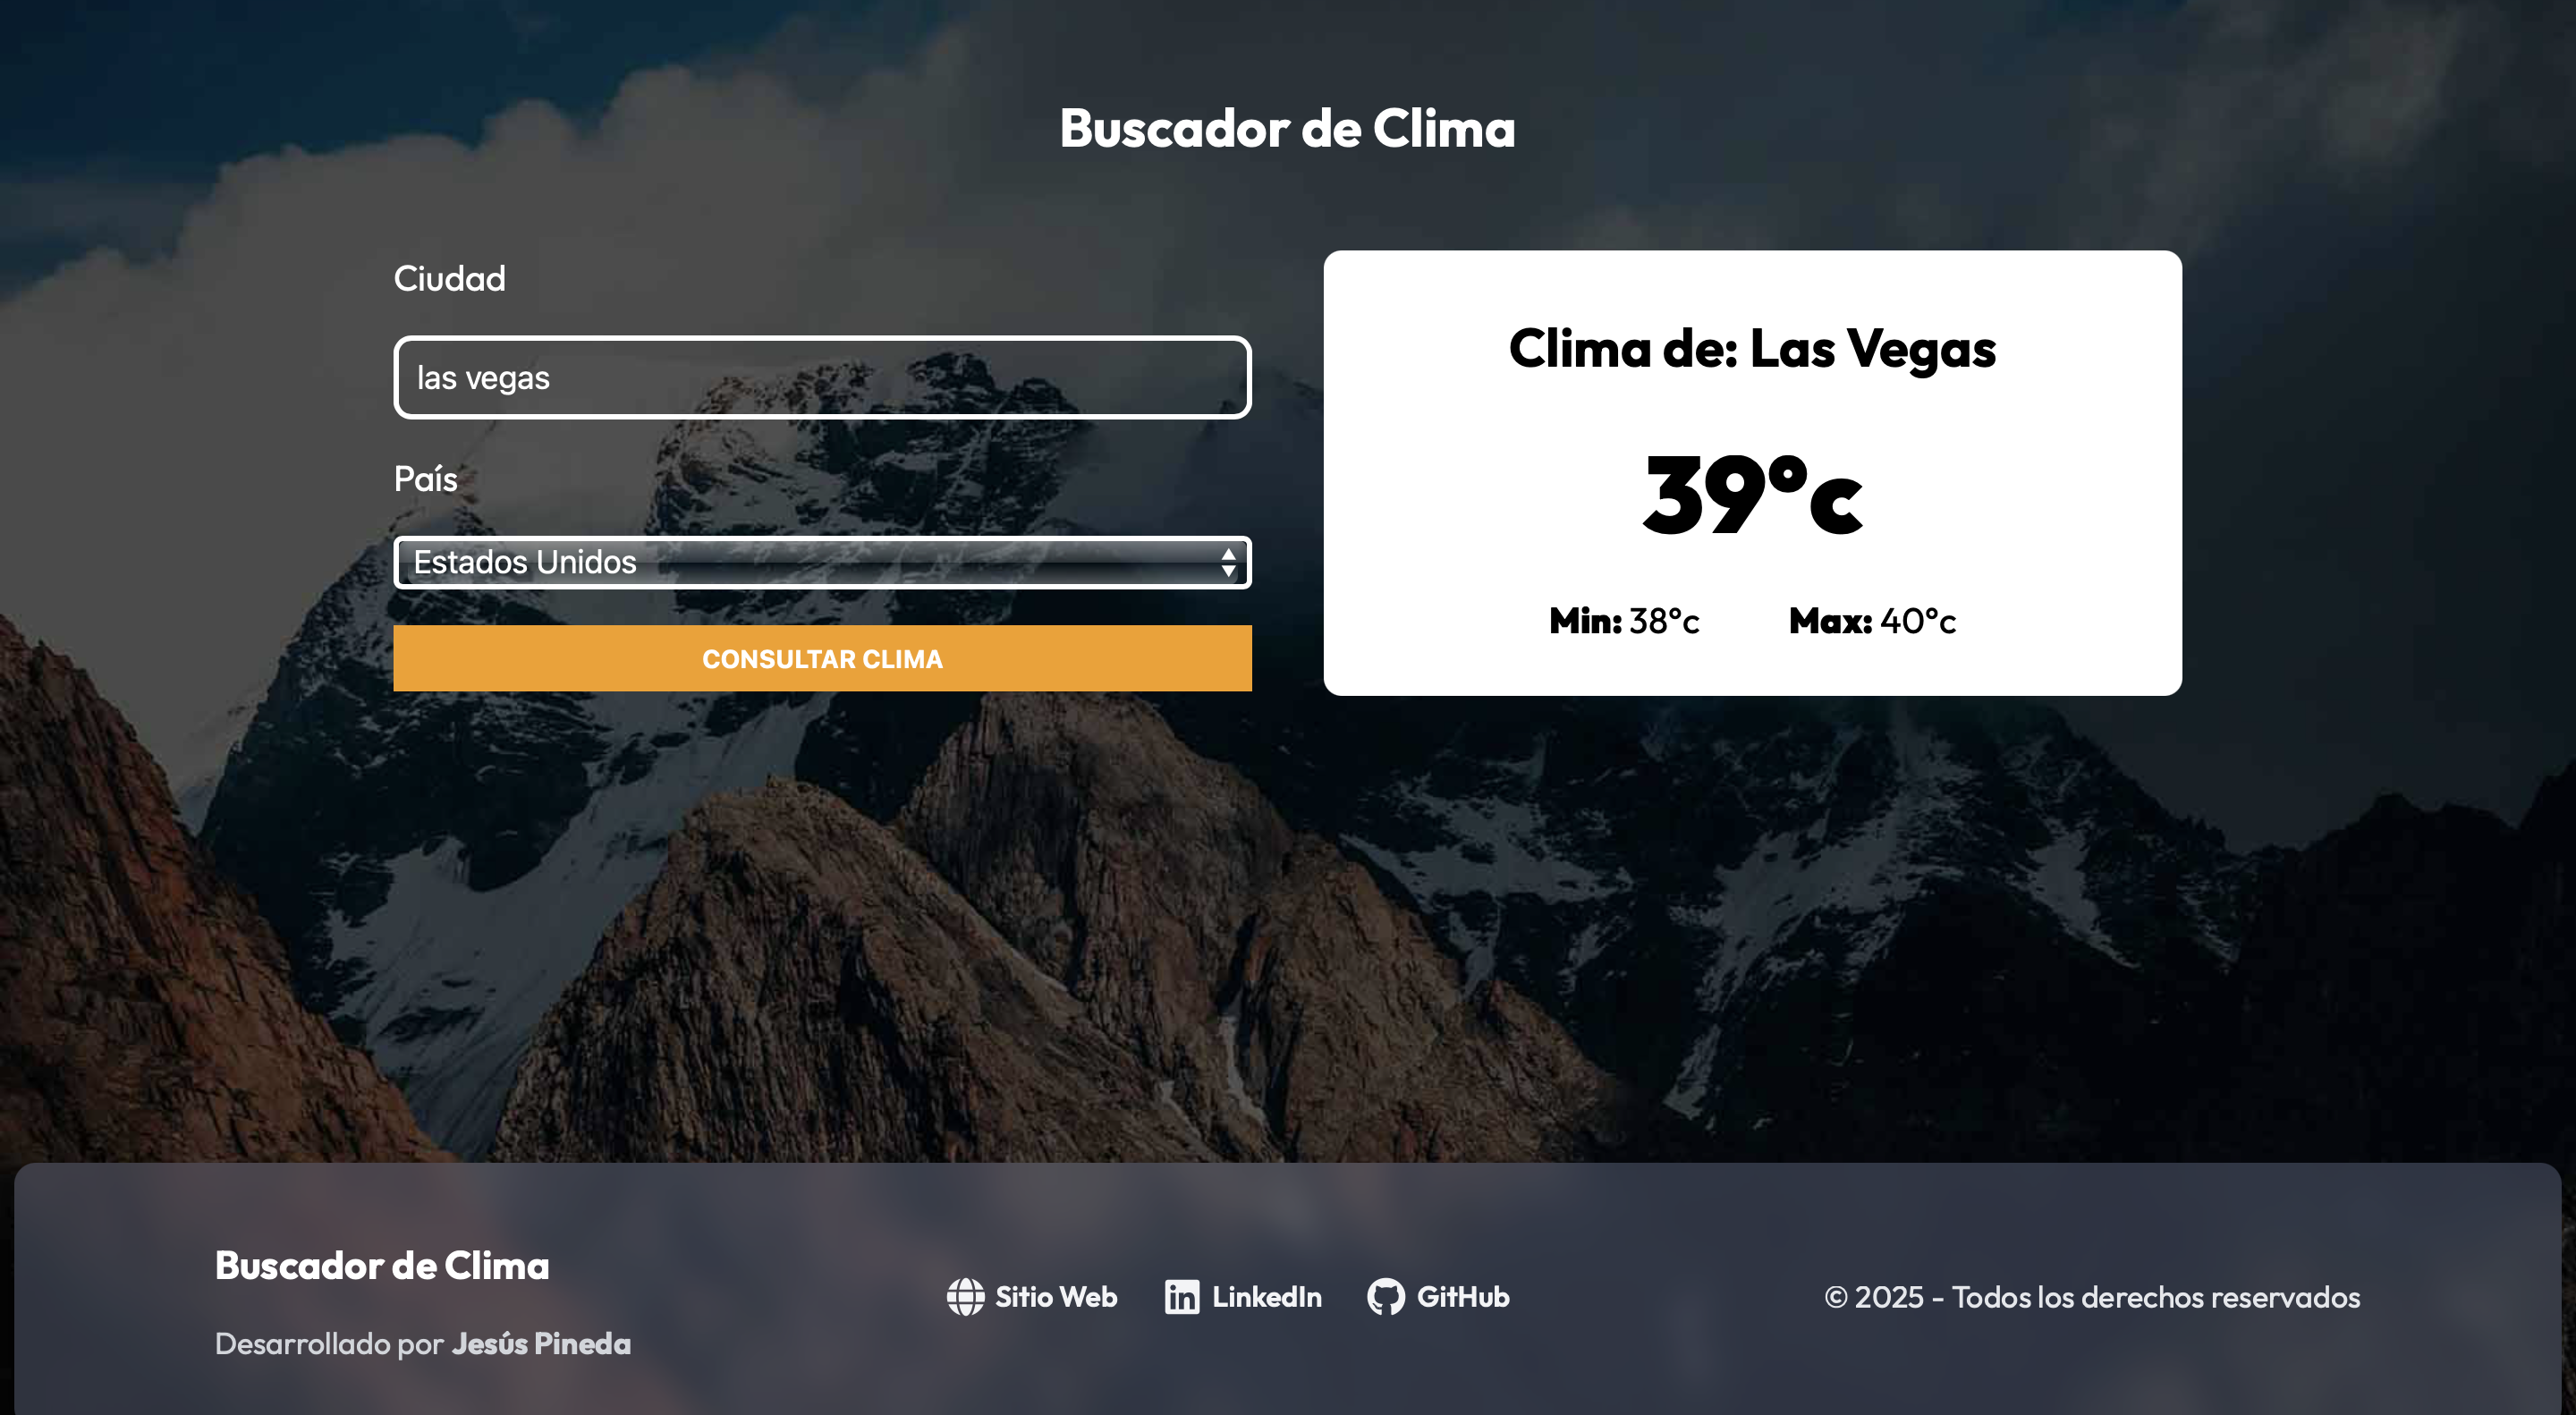 Buscador de Clima
Ciudad
las vegas
País
Estados Unidos
CONSULTAR CLIMA
Clima de: Las Vegas
39°c
Min: 38°c Max: 40°c
Buscador de Clima
Desarrollado por Jesús Pineda
Sitio Web LinkedIn GitHub
© 2025 - Todos los derechos reservados